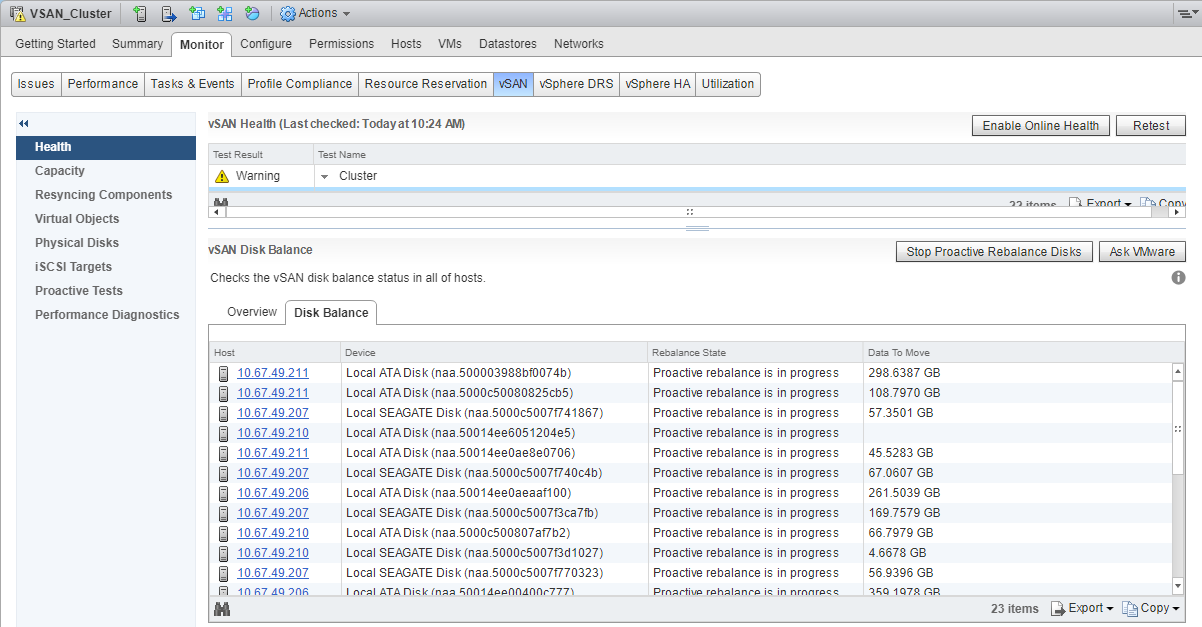 VSAN_Cluster Actions
Getting Started Summary Monitor Configure Permissions Hosts VMs Datastores Networks
Issues Performance Tasks & Events Profile Compliance Resource Reservation vSAN vSphere DRS vSphere HA Utilization
Health
Capacity
Resyncing Components
Virtual Objects
Physical Disks
iSCSI Targets
Proactive Tests
Performance Diagnostics
vSAN Health (Last checked: Today at 10:24 AM) Enable Online Health Retest
Test Result Test Name
Warning Cluster
22 items Export Copy
vSAN Disk Balance Stop Proactive Rebalance Disks Ask VMware
Checks the vSAN disk balance status in all of hosts.
Overview Disk Balance
Host Device Rebalance State Data To Move
10.67.49.211 Local ATA Disk (naa.500003988bf0074b) Proactive rebalance is in progress 298.6387 GB
10.67.49.211 Local ATA Disk (naa.5000c50080825cb5) Proactive rebalance is in progress 108.7970 GB
10.67.49.207 Local SEAGATE Disk (naa.5000c5007f741867) Proactive rebalance is in progress 57.3501 GB
10.67.49.210 Local ATA Disk (naa.50014ee6051204e5) Proactive rebalance is in progress
10.67.49.211 Local ATA Disk (naa.50014ee0ae8e0706) Proactive rebalance is in progress 45.5283 GB
10.67.49.207 Local SEAGATE Disk (naa.5000c5007f740c4b) Proactive rebalance is in progress 67.0607 GB
10.67.49.206 Local ATA Disk (naa.50014ee0aeaaf100) Proactive rebalance is in progress 261.5039 GB
10.67.49.207 Local SEAGATE Disk (naa.5000c5007f3ca7fb) Proactive rebalance is in progress 169.7579 GB
10.67.49.210 Local ATA Disk (naa.5000c500807af7b2) Proactive rebalance is in progress 66.7979 GB
10.67.49.210 Local SEAGATE Disk (naa.5000c5007f3d1027) Proactive rebalance is in progress 4.6678 GB
10.67.49.207 Local SEAGATE Disk (naa.5000c5007f770323) Proactive rebalance is in progress 56.9396 GB
10.67.49.206 Local ATA Disk (naa.50014ee00400c777) Proactive rebalance is in progress 359.1978 GB
23 items Export Copy